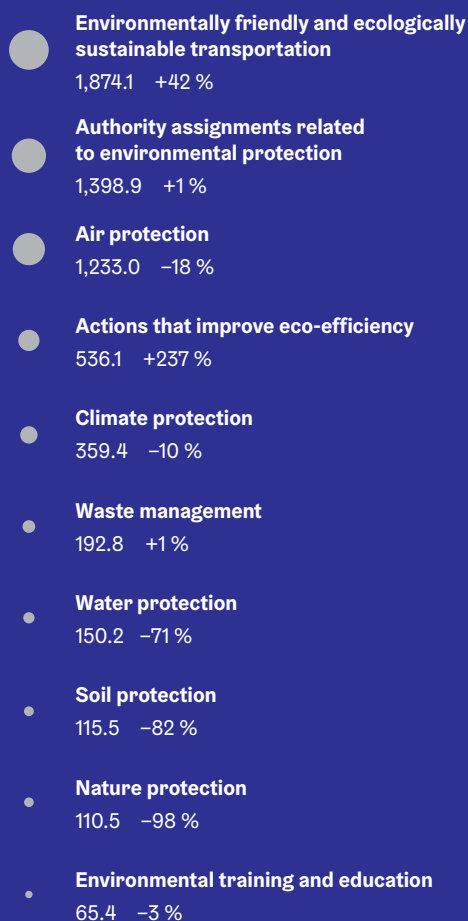 Environmentally friendly and ecologically
sustainable transportation
1,874.1 +42 %
Authority assignments related
to environmental protection
1,398.9 +1 %
Air protection
1,233.0 −18 %
Actions that improve eco-efficiency
536.1 +237 %
Climate protection
359.4 −10 %
Waste management
192.8 +1 %
Water protection
150.2 −71 %
Soil protection
115.5 −82 %
Nature protection
110.5 −98 %
Environmental training and education
65.4 −3 %